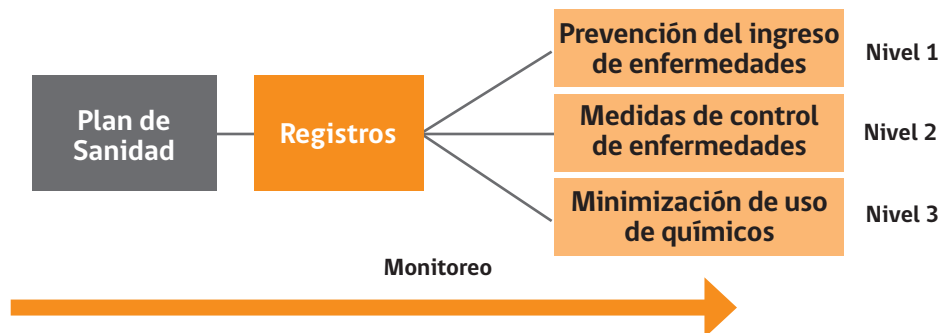 Plan de
Sanidad
Registros
Prevención del ingreso
de enfermedades
Nivel 1
Medidas de control
de enfermedades
Nivel 2
Minimización de uso
de químicos
Nivel 3
Monitoreo